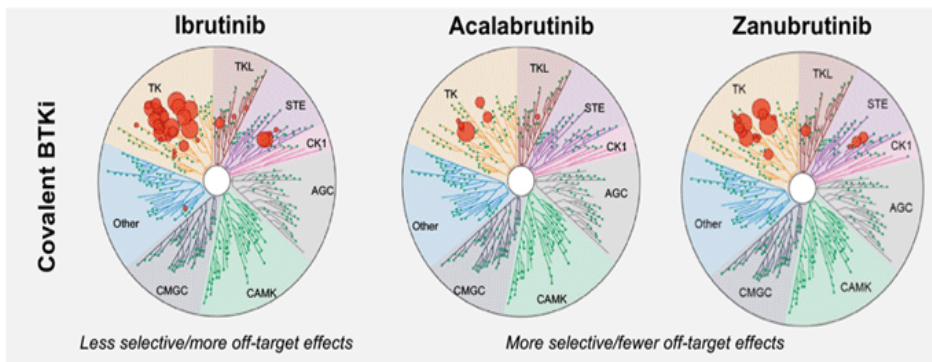 Ibrutinib
Acalabrutinib
Zanubrutinib
Covalent BTKi
TK
TKL
STE
CK1
AGC
CAMK
CMGC
Other
TK
TKL
STE
CK1
AGC
CAMK
CMGC
Other
TK
TKL
STE
CK1
AGC
CAMK
CMGC
Other
Less selective/more off-target effects
More selective/fewer off-target effects